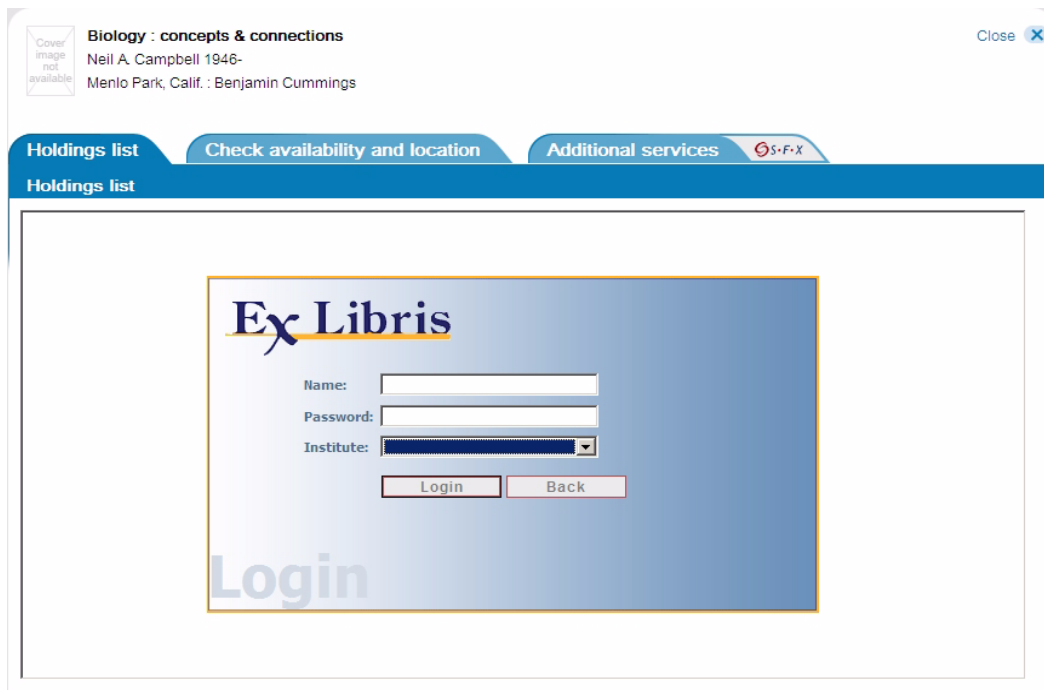 Cover
image
not
available
Biology : concepts & connections
Neil A. Campbell 1946-
Menlo Park, Calif. : Benjamin Cummings
Close
Holdings list
Check availability and location
Additional services
S·F·X
Holdings list
Ex Libris
Name:
Password:
Institute:
Login
Back
Login